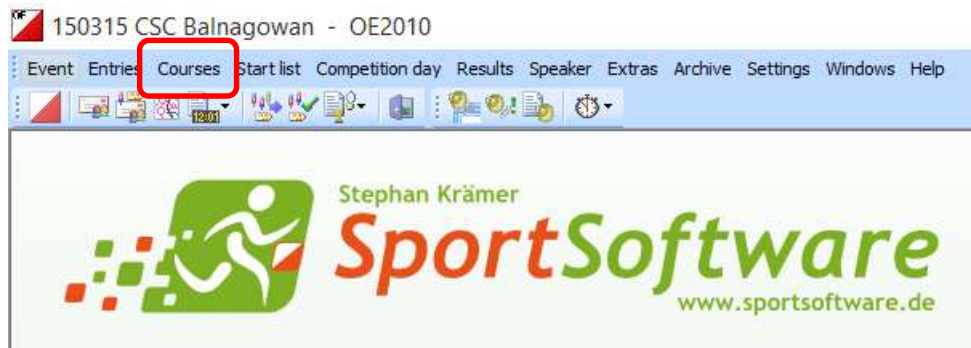 150315 CSC Balnagowan - OE2010
Event Entries Courses Start list Competition day Results Speaker Extras Archive Settings Windows Help
12:01
Stephan Krämer
SportSoftware
www.sportsoftware.de